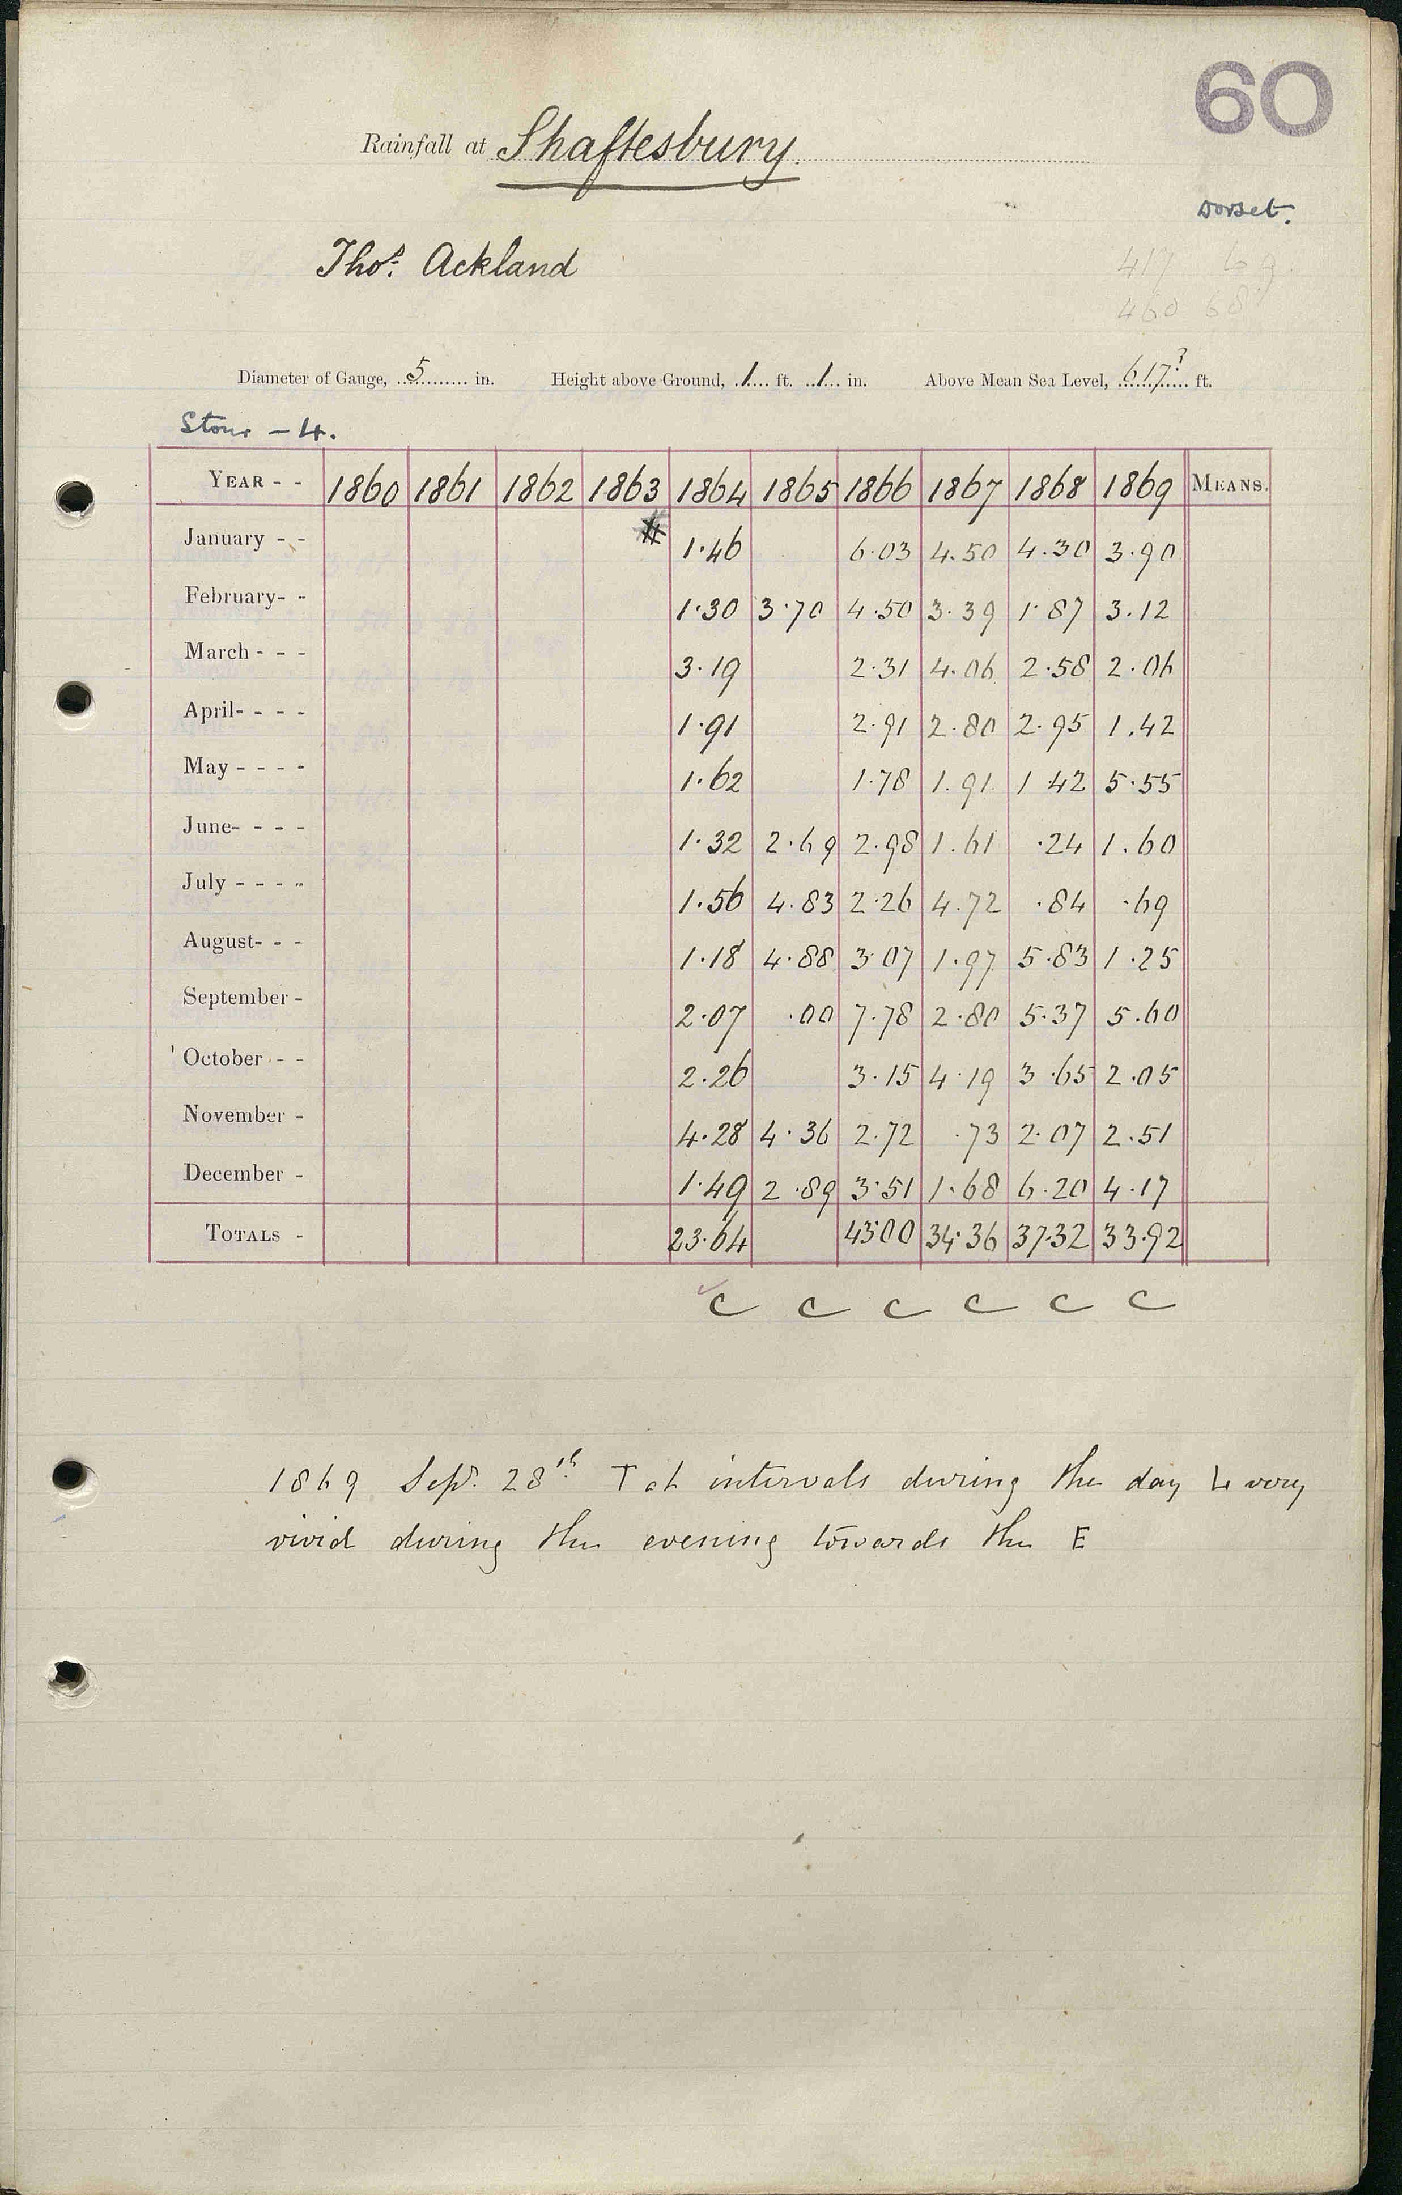 60
Rainfall at Shaftesbury.
Dorset.
Thos. Ackland
417 69
460 68
Diameter of Gauge, 5 in. Height above Ground, 1 ft. 1 in. Above Mean Sea Level, 617? ft.
Stour - 4.
YEAR - - 1860 1861 1862 1863 1864 1865 1866 1867 1868 1869 MEANS.
January - - 1.46 6.03 4.50 4.30 3.90
February- - 1.30 3.70 4.50 3.39 1.87 3.12
March - - - 3.19 2.31 4.06 2.58 2.06
April- - - - 1.91 2.91 2.80 2.95 1.42
May - - - - 1.62 1.78 1.91 1 42 5.55
June- - - - 1.32 2.69 2.98 1.61 .24 1.60
July - - - - 1.56 4.83 2.26 4.72 .84 .69
August- - - 1.18 4.88 3.07 1.97 5.83 1.25
September - 2.07 .00 7.78 2.80 5.37 5.60
October - - 2.26 3.15 4.19 3.65 2.05
November - 4.28 4.36 2.72 .73 2.07 2.51
December - 1.49 2.89 3.51 1.68 6.20 4.17
TOTALS - 23.64 4300 34.36 37.32 33.92
c c c c c c
1869 Sept. 28th. T at intervals during the day L very
vivid during the evening towards the E